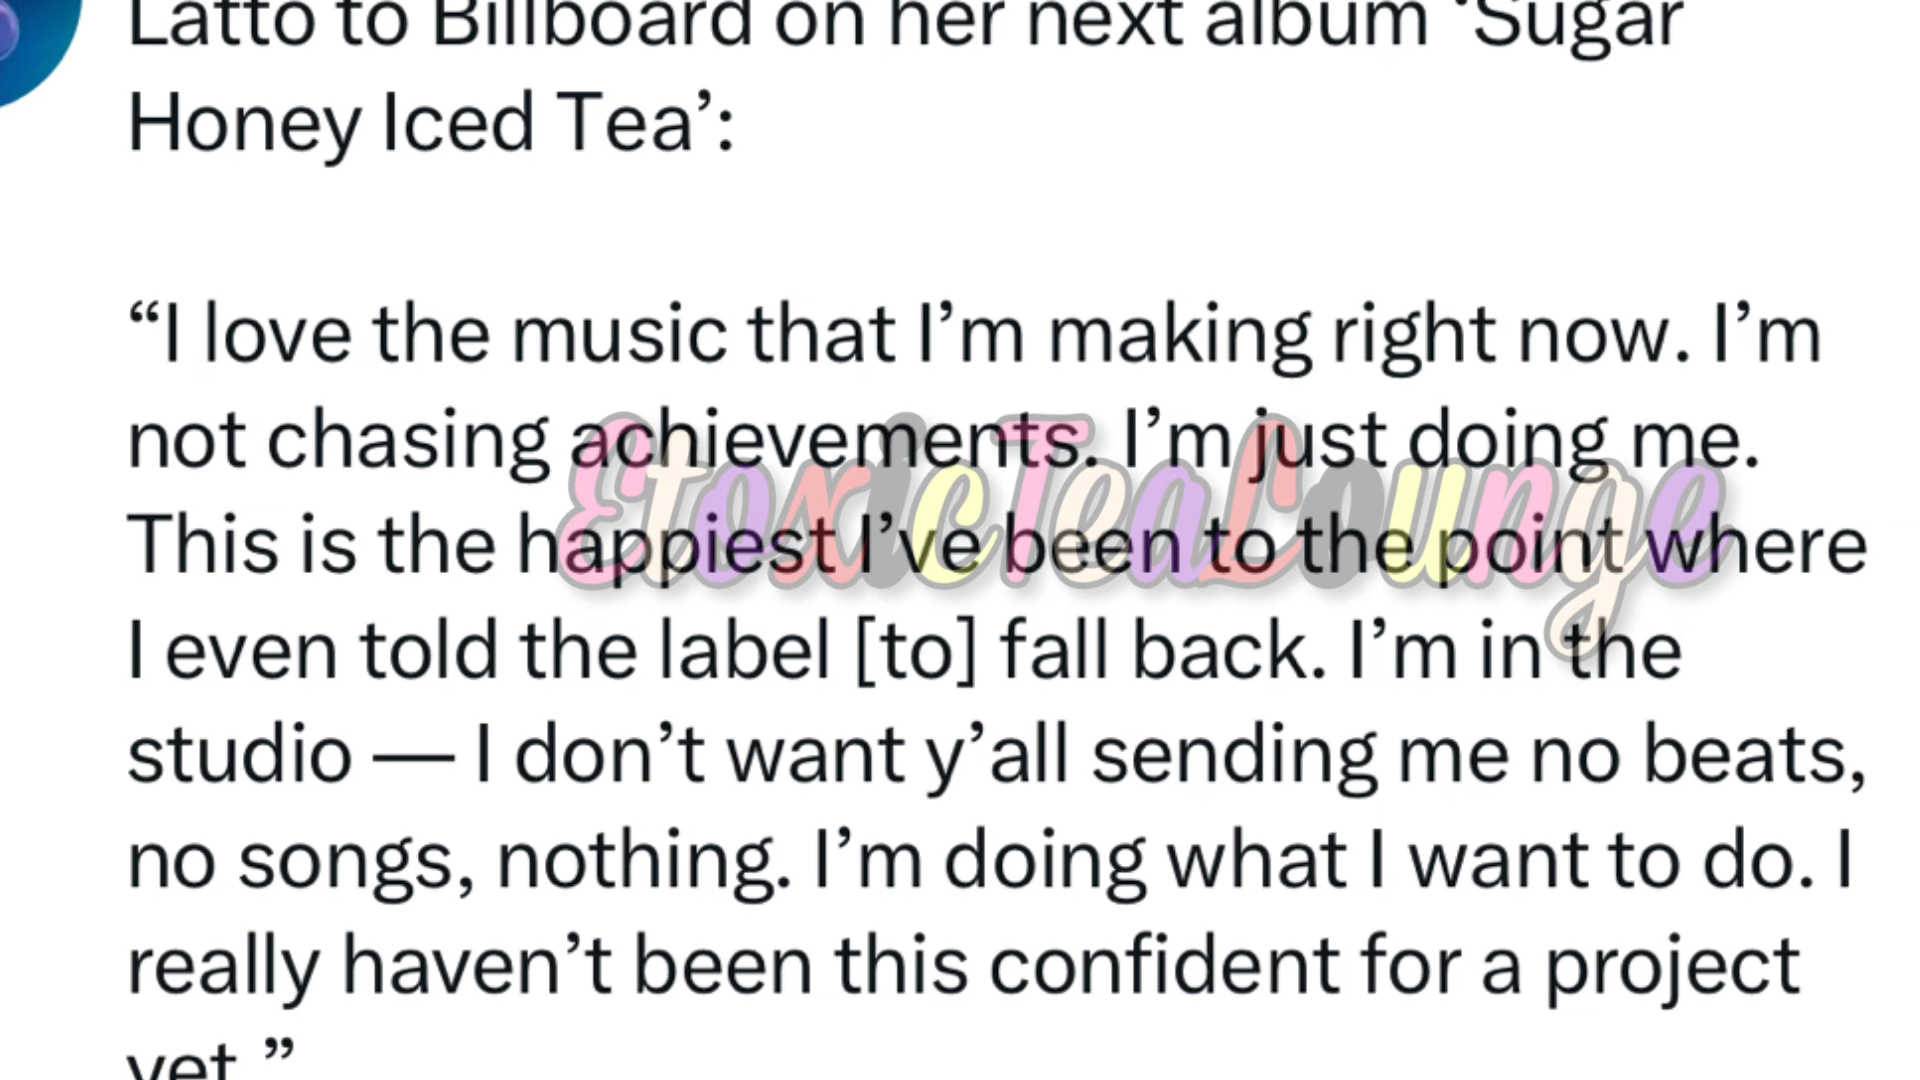 Latto to Billboard on her next album ‘Sugar
Honey Iced Tea’:
“I love the music that I’m making right now. I’m
not chasing achievements. I’m just doing me.
EtoxicTeaLounge
This is the happiest I’ve been to the point where
I even told the label [to] fall back. I’m in the
studio — I don’t want y’all sending me no beats,
no songs, nothing. I’m doing what I want to do. I
really haven’t been this confident for a project
yet.”